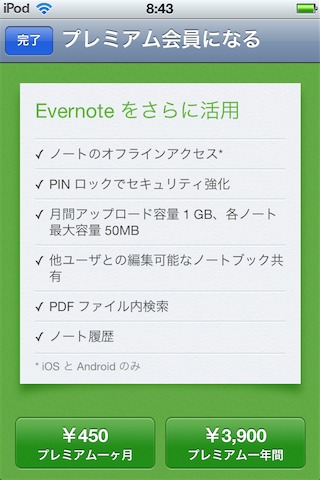 iPod 8:43
完了 プレミアム会員になる
Evernote をさらに活用
✓ ノートのオフラインアクセス*
✓ PIN ロックでセキュリティ強化
✓ 月間アップロード容量 1 GB、各ノート
最大容量 50MB
✓ 他ユーザとの編集可能なノートブック共
有
✓ PDF ファイル内検索
✓ ノート履歴
* iOS と Android のみ
¥450
プレミアム一ヶ月
¥3,900
プレミアム一年間